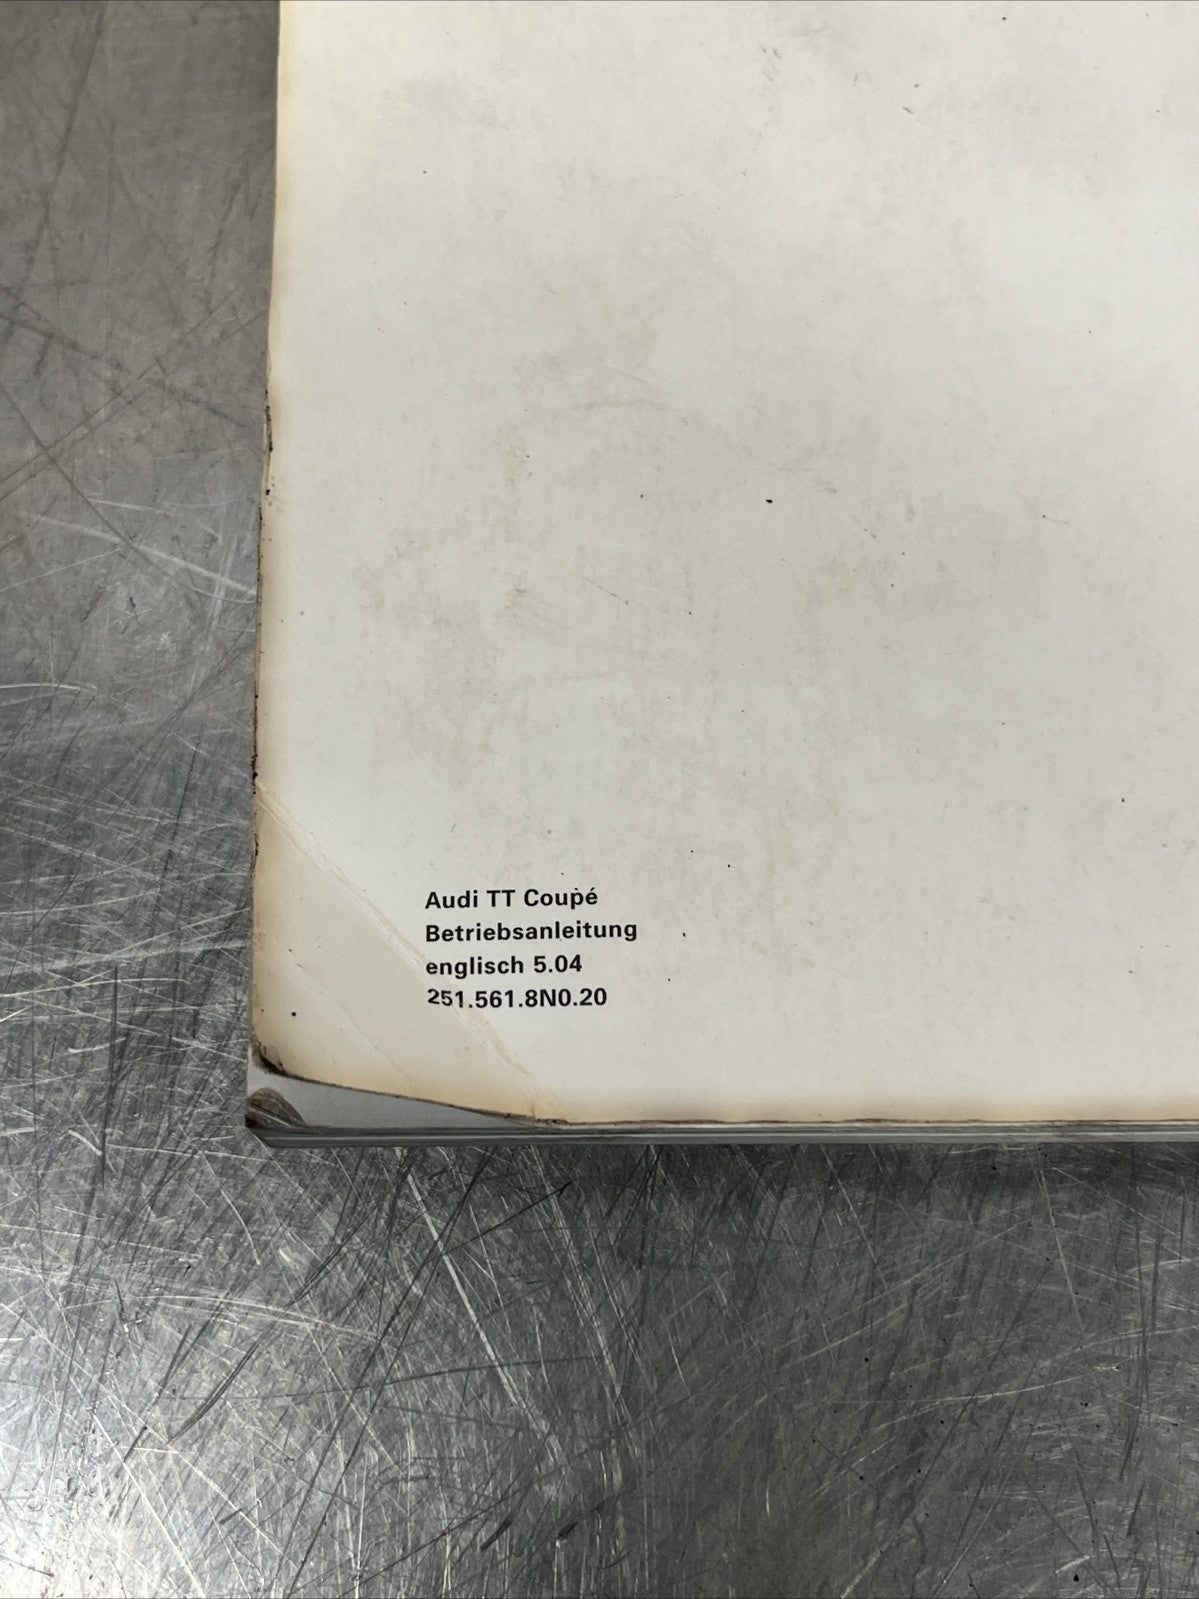 Audi TT Coupé
Betriebsanleitung
englisch 5.04
251.561.8N0.20